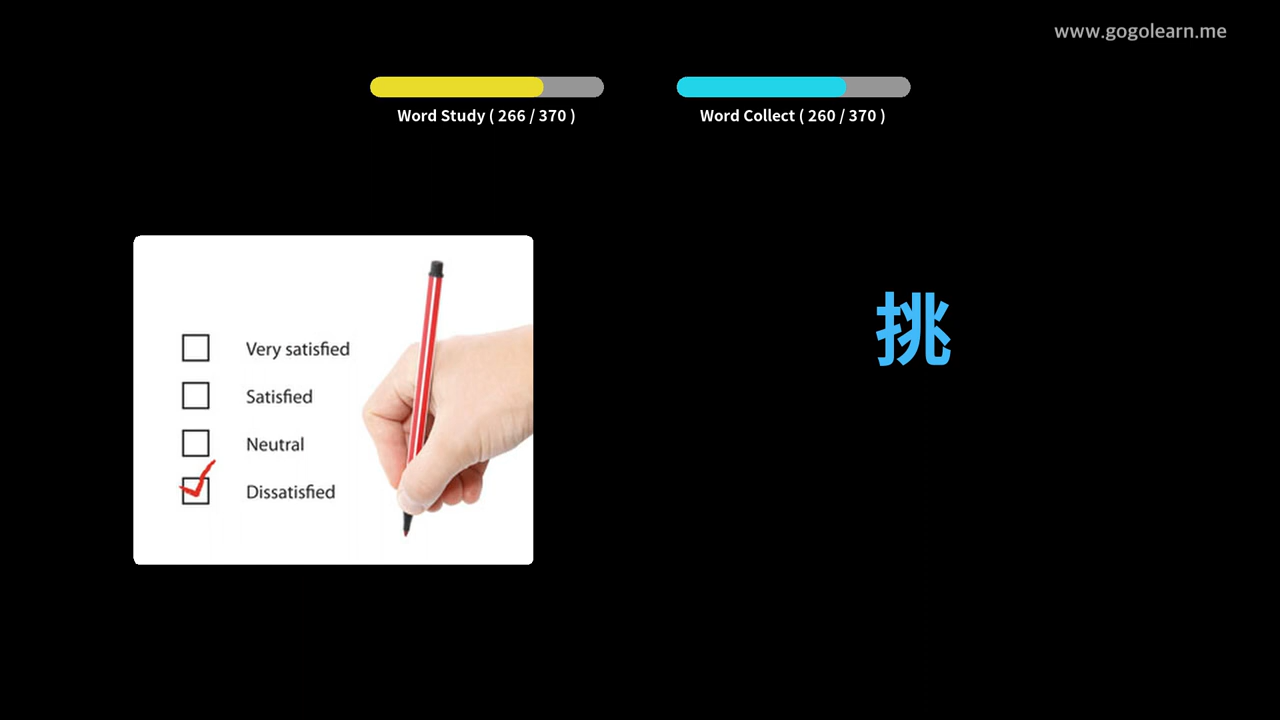 www.gogolearn.me
Word Study ( 266 / 370 )
Word Collect ( 260 / 370 )
Very satisfied
Satisfied
Neutral
Dissatisfied
挑